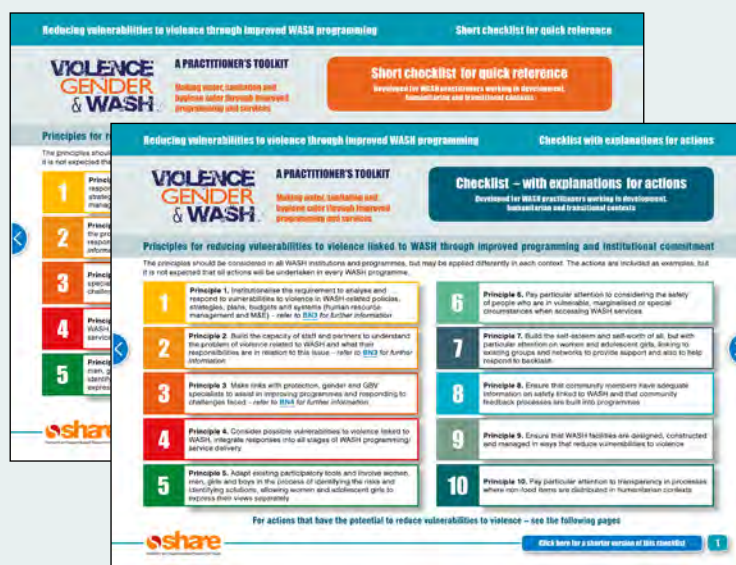 Reducing vulnerabilities to violence through improved WASH programming
Short checklist for quick reference
VIOLENCE
GENDER
& WASH
A PRACTITIONER'S TOOLKIT
Making water, sanitation and
hygiene safer through improved
programming and services
Short checklist for quick reference
Developed for WASH practitioners working in development,
humanitarian and transitional contexts
Principles for
The principles
it is not expected
1
2
3
4
5
share
Reducing vulnerabilities to violence through improved WASH programming
Checklist with explanations for actions
VIOLENCE
GENDER
& WASH
A PRACTITIONER'S TOOLKIT
Making water, sanitation and
hygiene safer through improved
programming and services
Checklist – with explanations for actions
Developed for WASH practitioners working in development,
humanitarian and transitional contexts
Principles for reducing vulnerabilities to violence linked to WASH through improved programming and institutional commitment
The principles should be considered in all WASH institutions and programmes, but may be applied differently in each context. The actions are included as examples, but
it is not expected that all actions will be undertaken in every WASH programme.
1
Principle 1. Institutionalise the requirement to analyse and
respond to vulnerabilities to violence in WASH-related policies,
strategies, plans, budgets and systems (human resource
management and M&E) – refer to BN3 for further information
2
Principle 2. Build the capacity of staff and partners to understand
the problem of violence related to WASH and what their
responsibilities are in relation to this issue – refer to BN3 for further
information
3
Principle 3. Make links with protection, gender and GBV
specialists to assist in improving programmes and responding to
challenges faced – refer to BN4 for further information
4
Principle 4. Consider possible vulnerabilities to violence linked to
WASH, integrate responses into all stages of WASH programming/
service delivery
5
Principle 5. Adapt existing participatory tools and involve women,
men, girls and boys in the process of identifying the risks and
identifying solutions, allowing women and adolescent girls to
express their views separately
6
Principle 6. Pay particular attention to considering the safety
of people who are in vulnerable, marginalised or special
circumstances when accessing WASH services
7
Principle 7. Build the self-esteem and self-worth of all, but with
particular attention on women and adolescent girls, linking to
existing groups and networks to provide support and also to help
respond to backlash
8
Principle 8. Ensure that community members have adequate
information on safety linked to WASH and that community
feedback processes are built into programmes
9
Principle 9. Ensure that WASH facilities are designed, constructed
and managed in ways that reduce vulnerabilities to violence
10
Principle 10. Pay particular attention to transparency in processes
where non-food items are distributed in humanitarian contexts
For actions that have the potential to reduce vulnerabilities to violence – see the following pages
share
Click here for a shorter version of this checklist
1